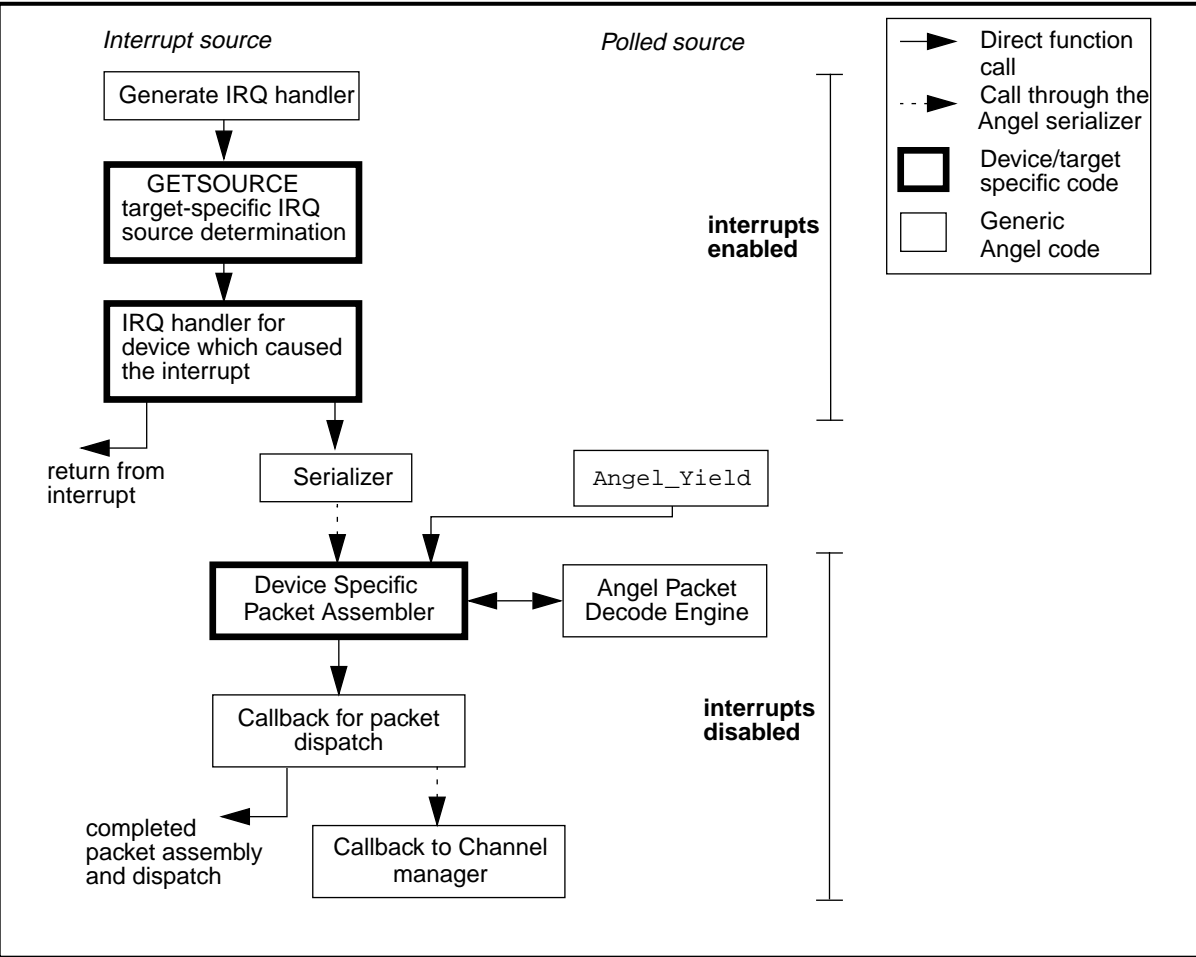 Interrupt source
Polled source
Direct function
call
Call through the
Angel serializer
Device/target
specific code
Generic
Angel code
Generate IRQ handler
GETSOURCE
target-specific IRQ
source determination
interrupts
enabled
IRQ handler for
device which caused
the interrupt
return from
interrupt
Serializer
Angel_Yield
Device Specific
Packet Assembler
Angel Packet
Decode Engine
Callback for packet
dispatch
interrupts
disabled
completed
packet assembly
and dispatch
Callback to Channel
manager